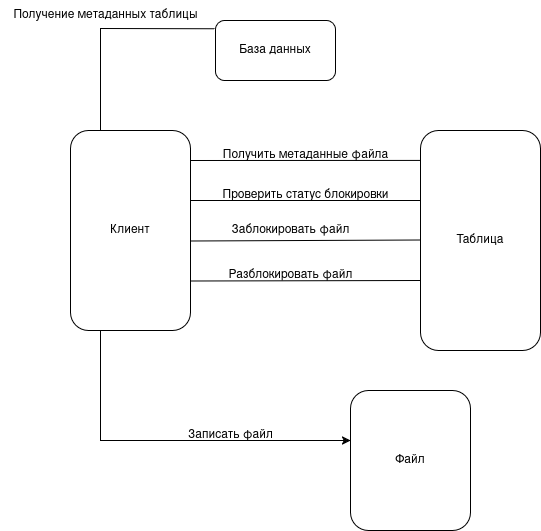 Получение метаданных таблицы
База данных
Получить метаданные файла
Проверить статус блокировки
Заблокировать файл
Клиент
Таблица
Разблокировать файл
Записать файл
Файл